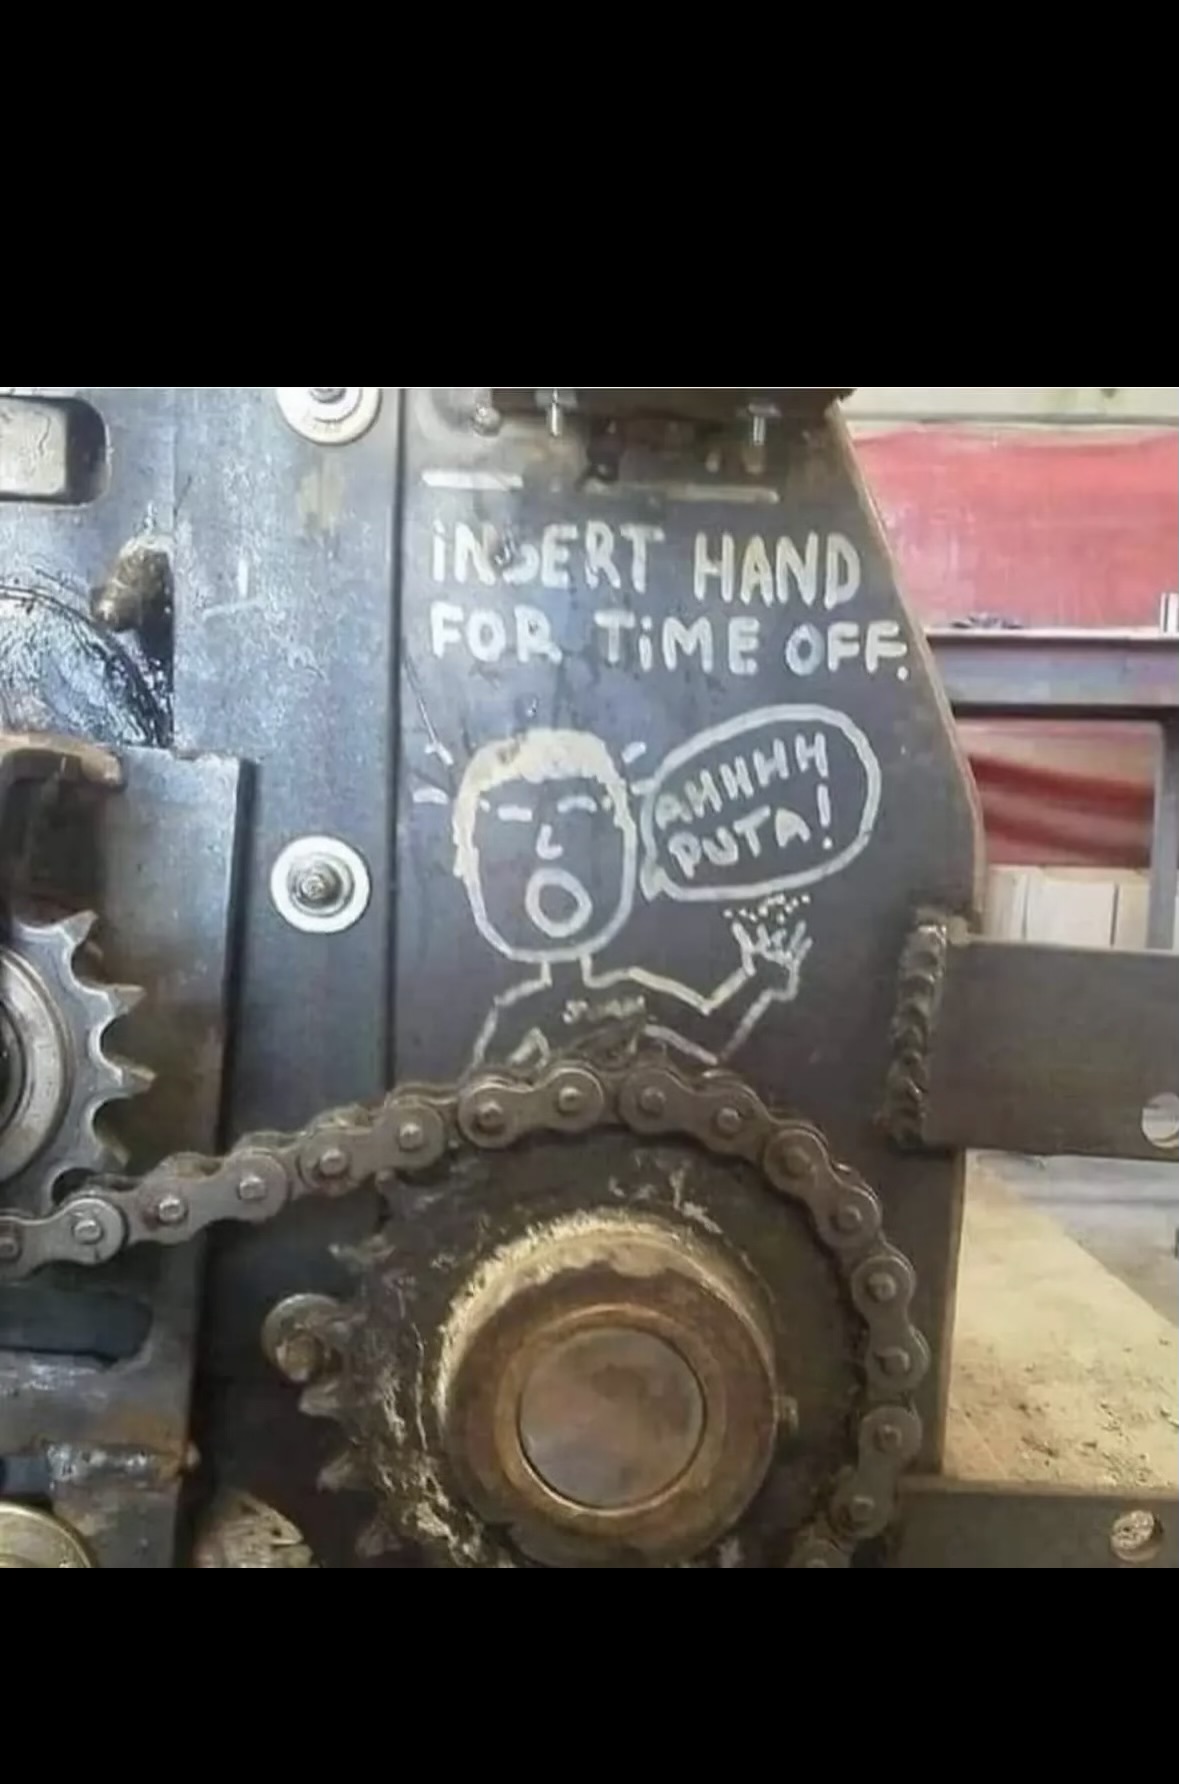 iNSERT HAND
FOR TiME OFF.
AHHHH
PUTA!